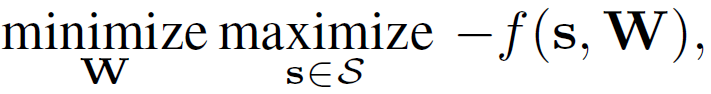 minimize maximize −f(s, W),
W s∈𝒮